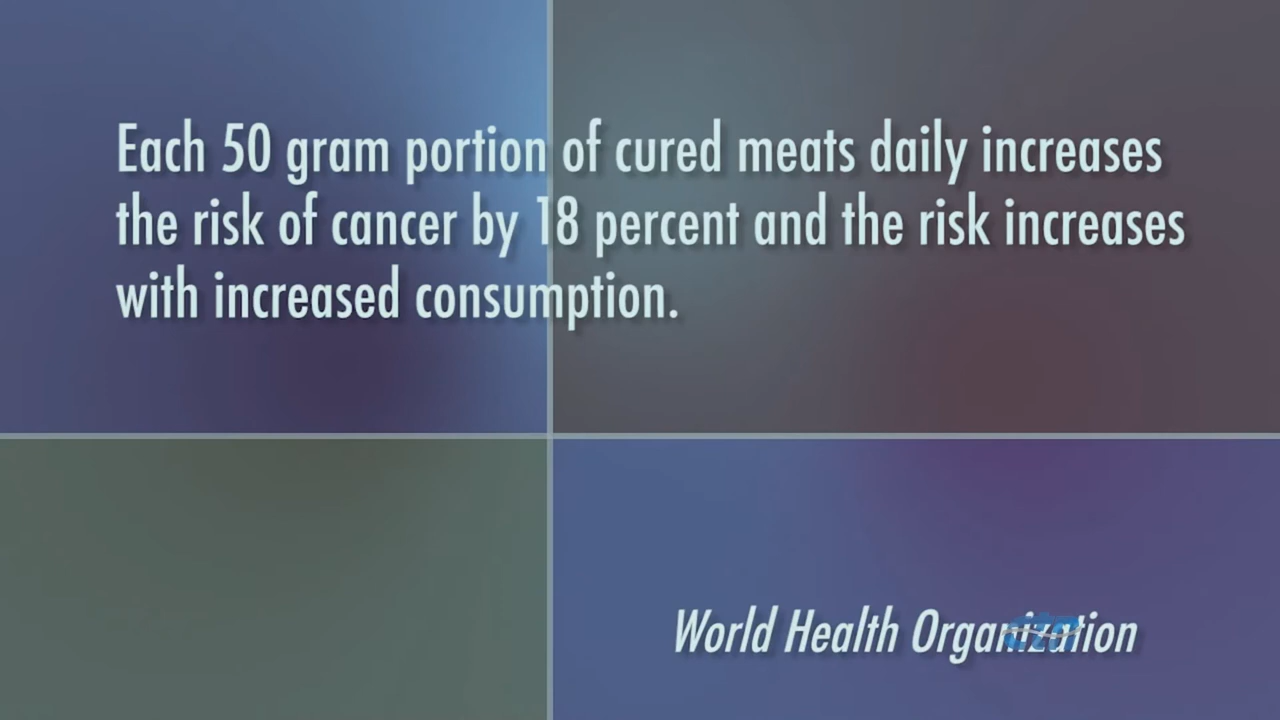 Each 50 gram portion of cured meats daily increases
the risk of cancer by 18 percent and the risk increases
with increased consumption.
World Health Organization